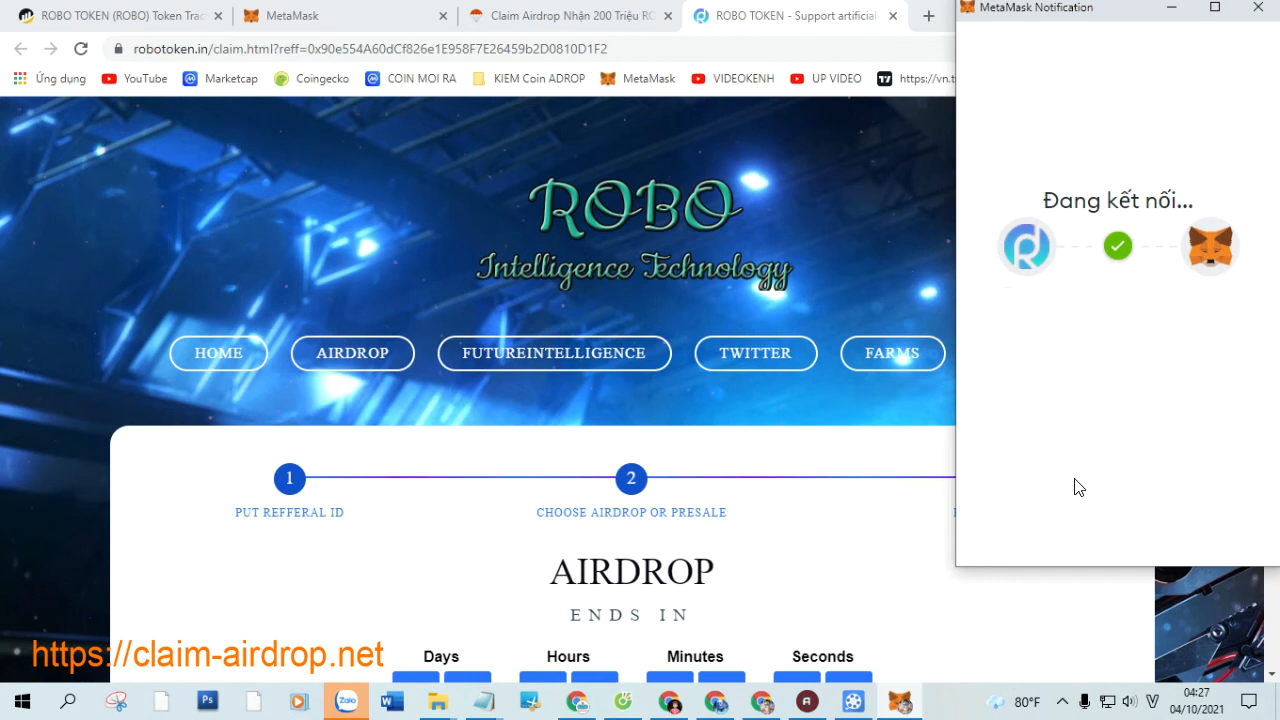 ROBO TOKEN (ROBO) Token Trac
MetaMask
Claim Airdrop Nhận 200 Triệu RO
ROBO TOKEN - Support artificial
MetaMask Notification
robotoken.in/claim.html?reff=0x90e554A60dCf826e1E958F7E26459b2D0810D1F2
Ứng dụng
YouTube
Marketcap
Coingecko
COIN MOI RA
KIEM Coin ADROP
MetaMask
VIDEOKENH
UP VIDEO
https://vn.t
ROBO
Intelligence Technology
Đang kết nối...
HOME
AIRDROP
FUTUREINTELLIGENCE
TWITTER
FARMS
1
2
PUT REFFERAL ID
CHOOSE AIRDROP OR PRESALE
AIRDROP
ENDS IN
Days
Hours
Minutes
Seconds
https://claim-airdrop.net
Zalo
80°F
04:27
04/10/2021